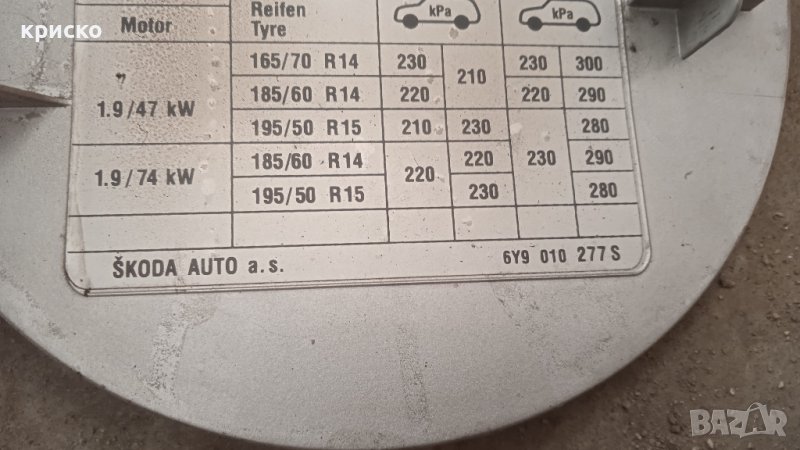 криско
Reifen
Motor Tyre kPa kPa
165/70 R14 230 210 230 300
1.9/47 kW 185/60 R14 220 220 290
195/50 R15 210 230 230 280
1.9/74 kW 185/60 R14 220 220 290
195/50 R15 230 280
ŠKODA AUTO a.s. 6Y9 010 277 S
BAZAR